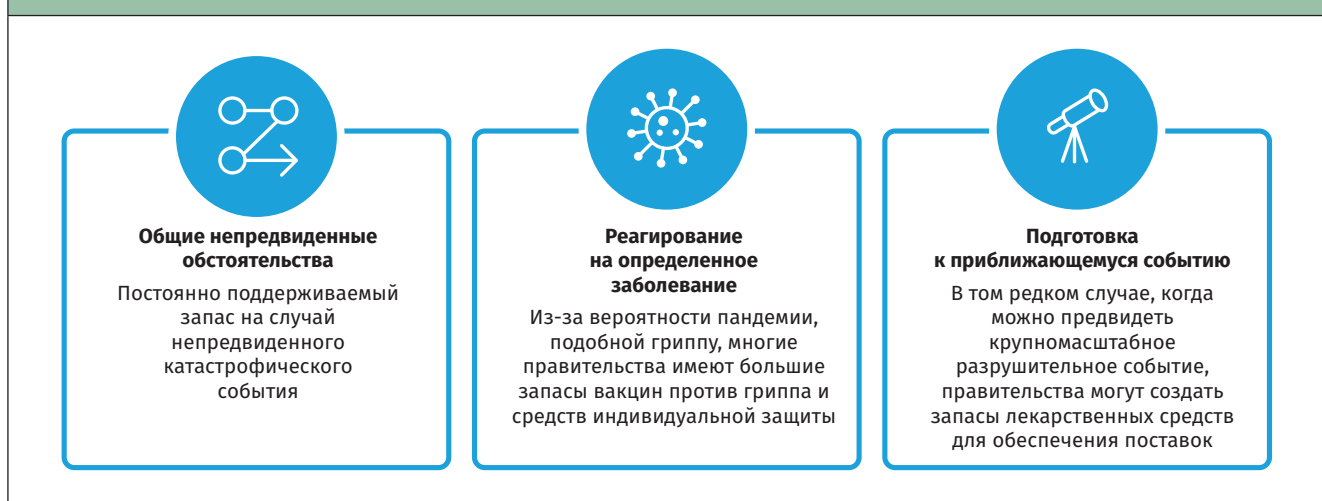 Общие непредвиденные
обстоятельства
Постоянно поддерживаемый
запас на случай
непредвиденного
катастрофического
события
Реагирование
на определенное
заболевание
Из-за вероятности пандемии,
подобной гриппу, многие
правительства имеют большие
запасы вакцин против гриппа и
средств индивидуальной защиты
Подготовка
к приближающемуся событию
В том редком случае, когда
можно предвидеть
крупномасштабное
разрушительное событие,
правительства могут создать
запасы лекарственных средств
для обеспечения поставок